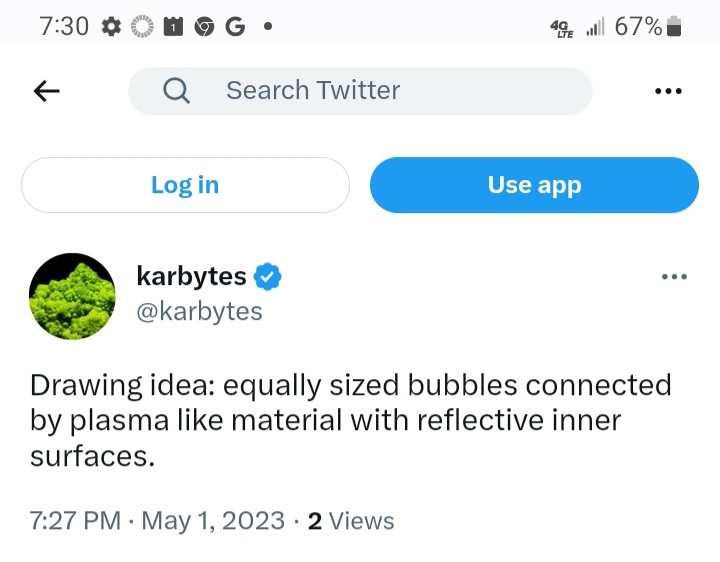 7:30 1 G • 4G LTE 67%
Search Twitter
Log in Use app
karbytes
@karbytes
Drawing idea: equally sized bubbles connected
by plasma like material with reflective inner
surfaces.
7:27 PM · May 1, 2023 · 2 Views